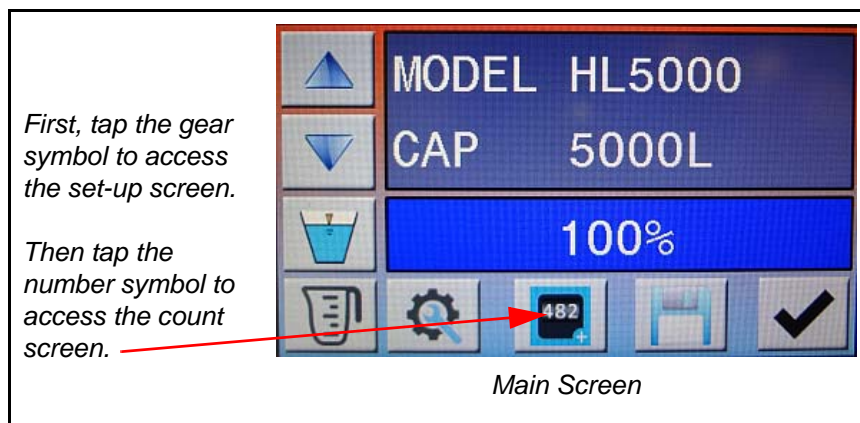 First, tap the gear
symbol to access
the set-up screen.
Then tap the
number symbol to
access the count
screen.
MODEL HL5000
CAP 5000L
100%
482
Main Screen